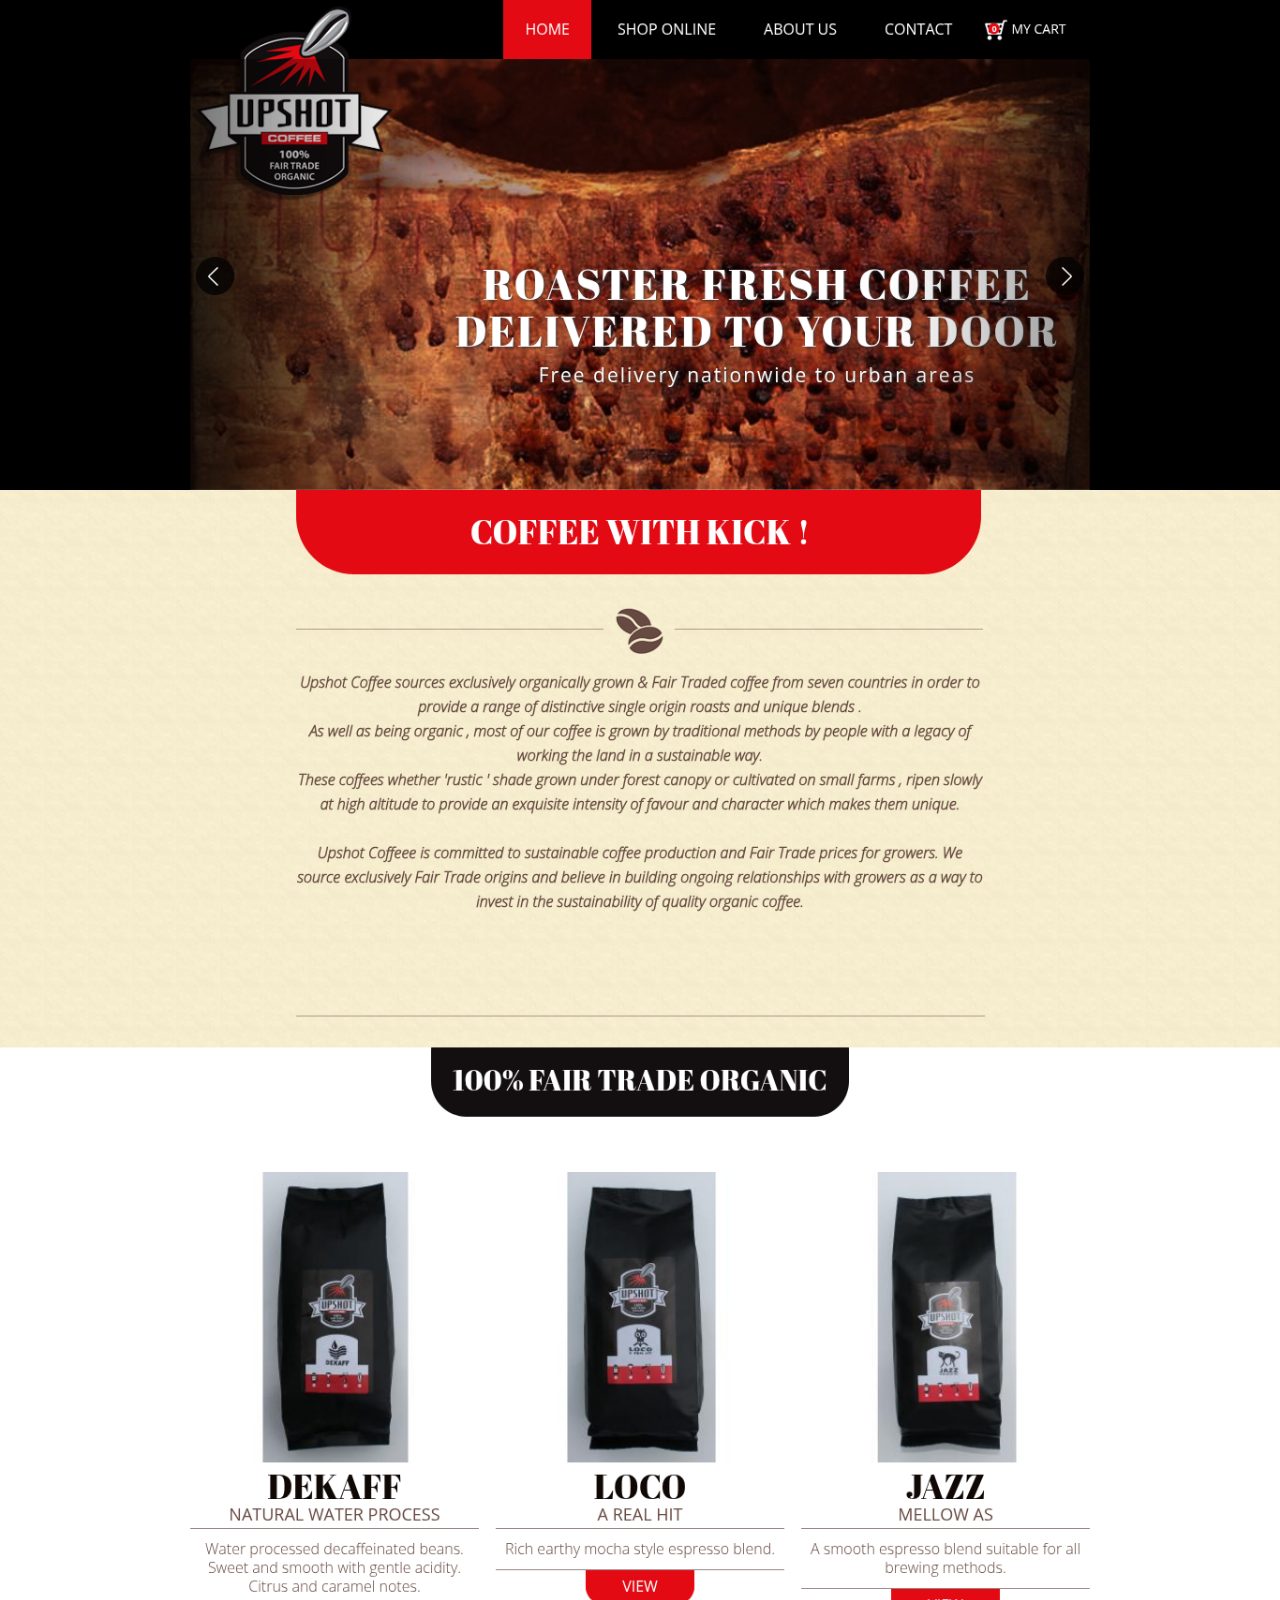 HOME SHOP ONLINE ABOUT US CONTACT 0 MY CART
UPSHOT
COFFEE
100%
FAIR TRADE
ORGANIC
ROASTER FRESH COFFEE
DELIVERED TO YOUR DOOR
Free delivery nationwide to urban areas
COFFEE WITH KICK !
Upshot Coffee sources exclusively organically grown & Fair Traded coffee from seven countries in order to
provide a range of distinctive single origin roasts and unique blends .
As well as being organic , most of our coffee is grown by traditional methods by people with a legacy of
working the land in a sustainable way.
These coffees whether 'rustic ' shade grown under forest canopy or cultivated on small farms , ripen slowly
at high altitude to provide an exquisite intensity of favour and character which makes them unique.
Upshot Coffeee is committed to sustainable coffee production and Fair Trade prices for growers. We
source exclusively Fair Trade origins and believe in building ongoing relationships with growers as a way to
invest in the sustainability of quality organic coffee.
100% FAIR TRADE ORGANIC
UPSHOT
DEKAFF
UPSHOT
LOCO
A REAL HIT
UPSHOT
JAZZ
DEKAFF
NATURAL WATER PROCESS
Water processed decaffeinated beans.
Sweet and smooth with gentle acidity.
Citrus and caramel notes.
LOCO
A REAL HIT
Rich earthy mocha style espresso blend.
VIEW
JAZZ
MELLOW AS
A smooth espresso blend suitable for all
brewing methods.
VIEW